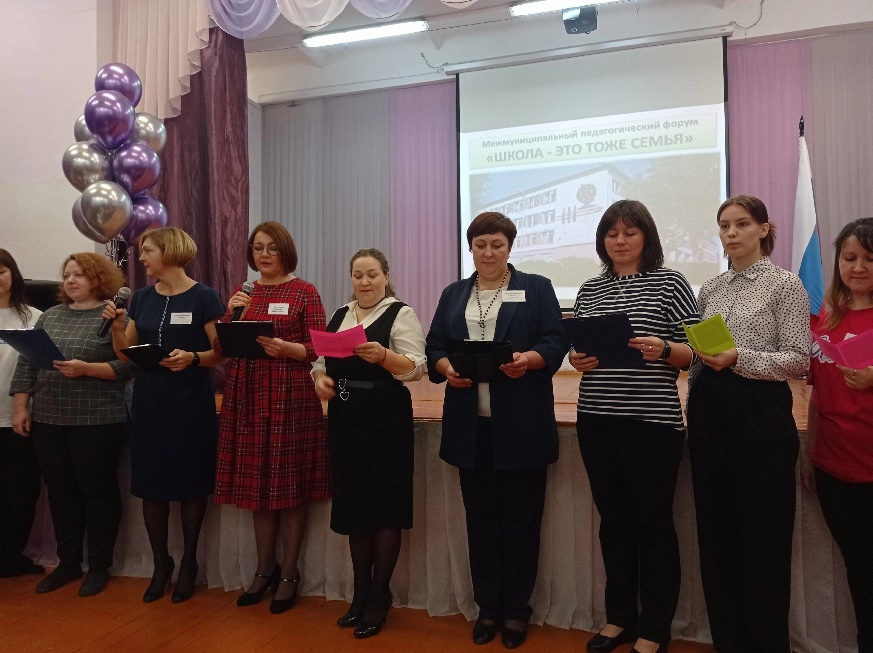 Межмуниципальный педагогический форум
«ШКОЛА - ЭТО ТОЖЕ СЕМЬЯ»